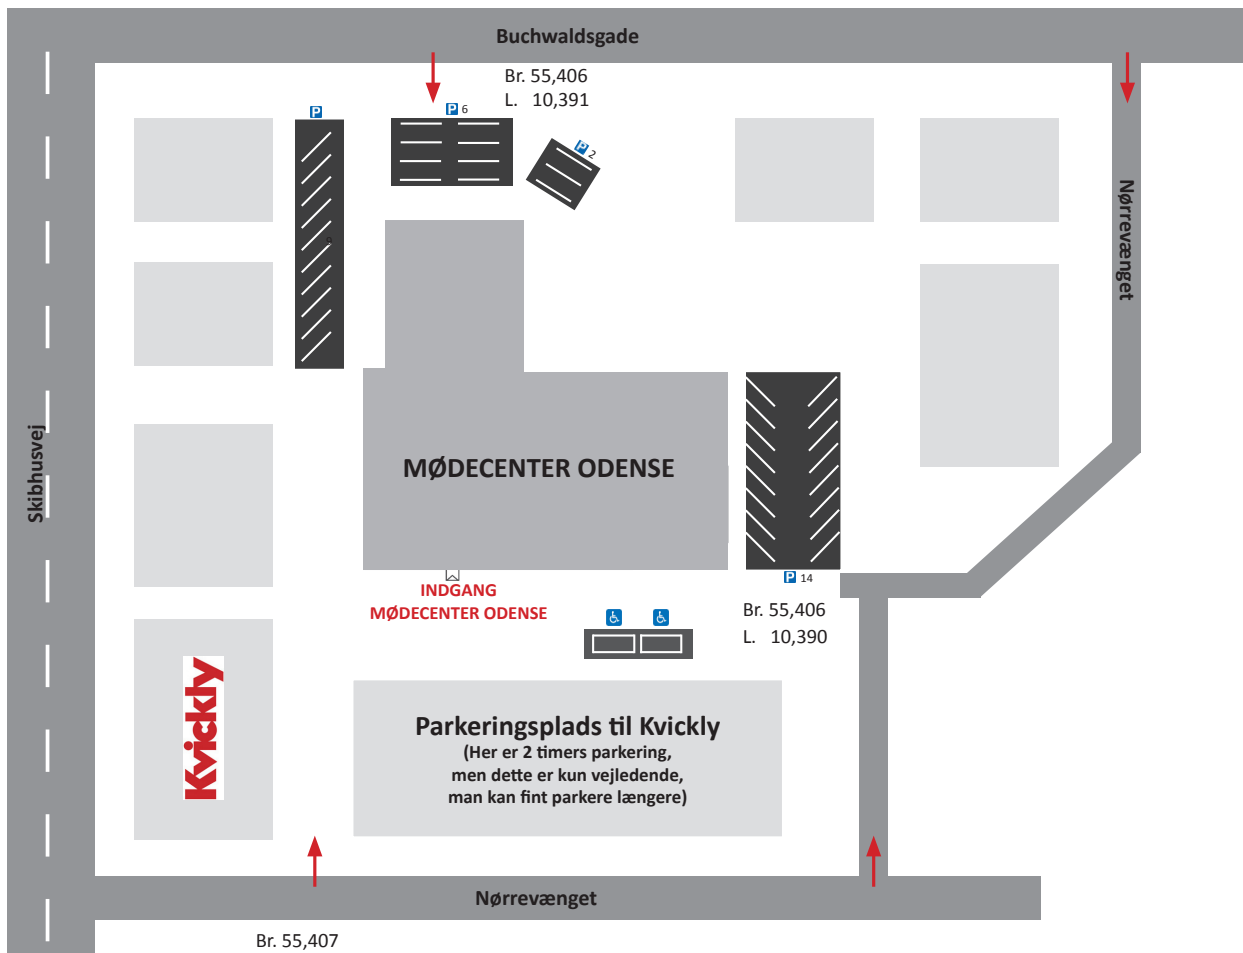 Buchwaldsgade
Br. 55,406
L. 10,391
P
P 6
P 2
Nørrevænget
9
Skibhusvej
MØDECENTER ODENSE
P 14
INDGANG
MØDECENTER ODENSE
Br. 55,406
L. 10,390
Kvickly
Parkeringsplads til Kvickly
(Her er 2 timers parkering,
men dette er kun vejledende,
man kan fint parkere længere)
Nørrevænget
Br. 55,407